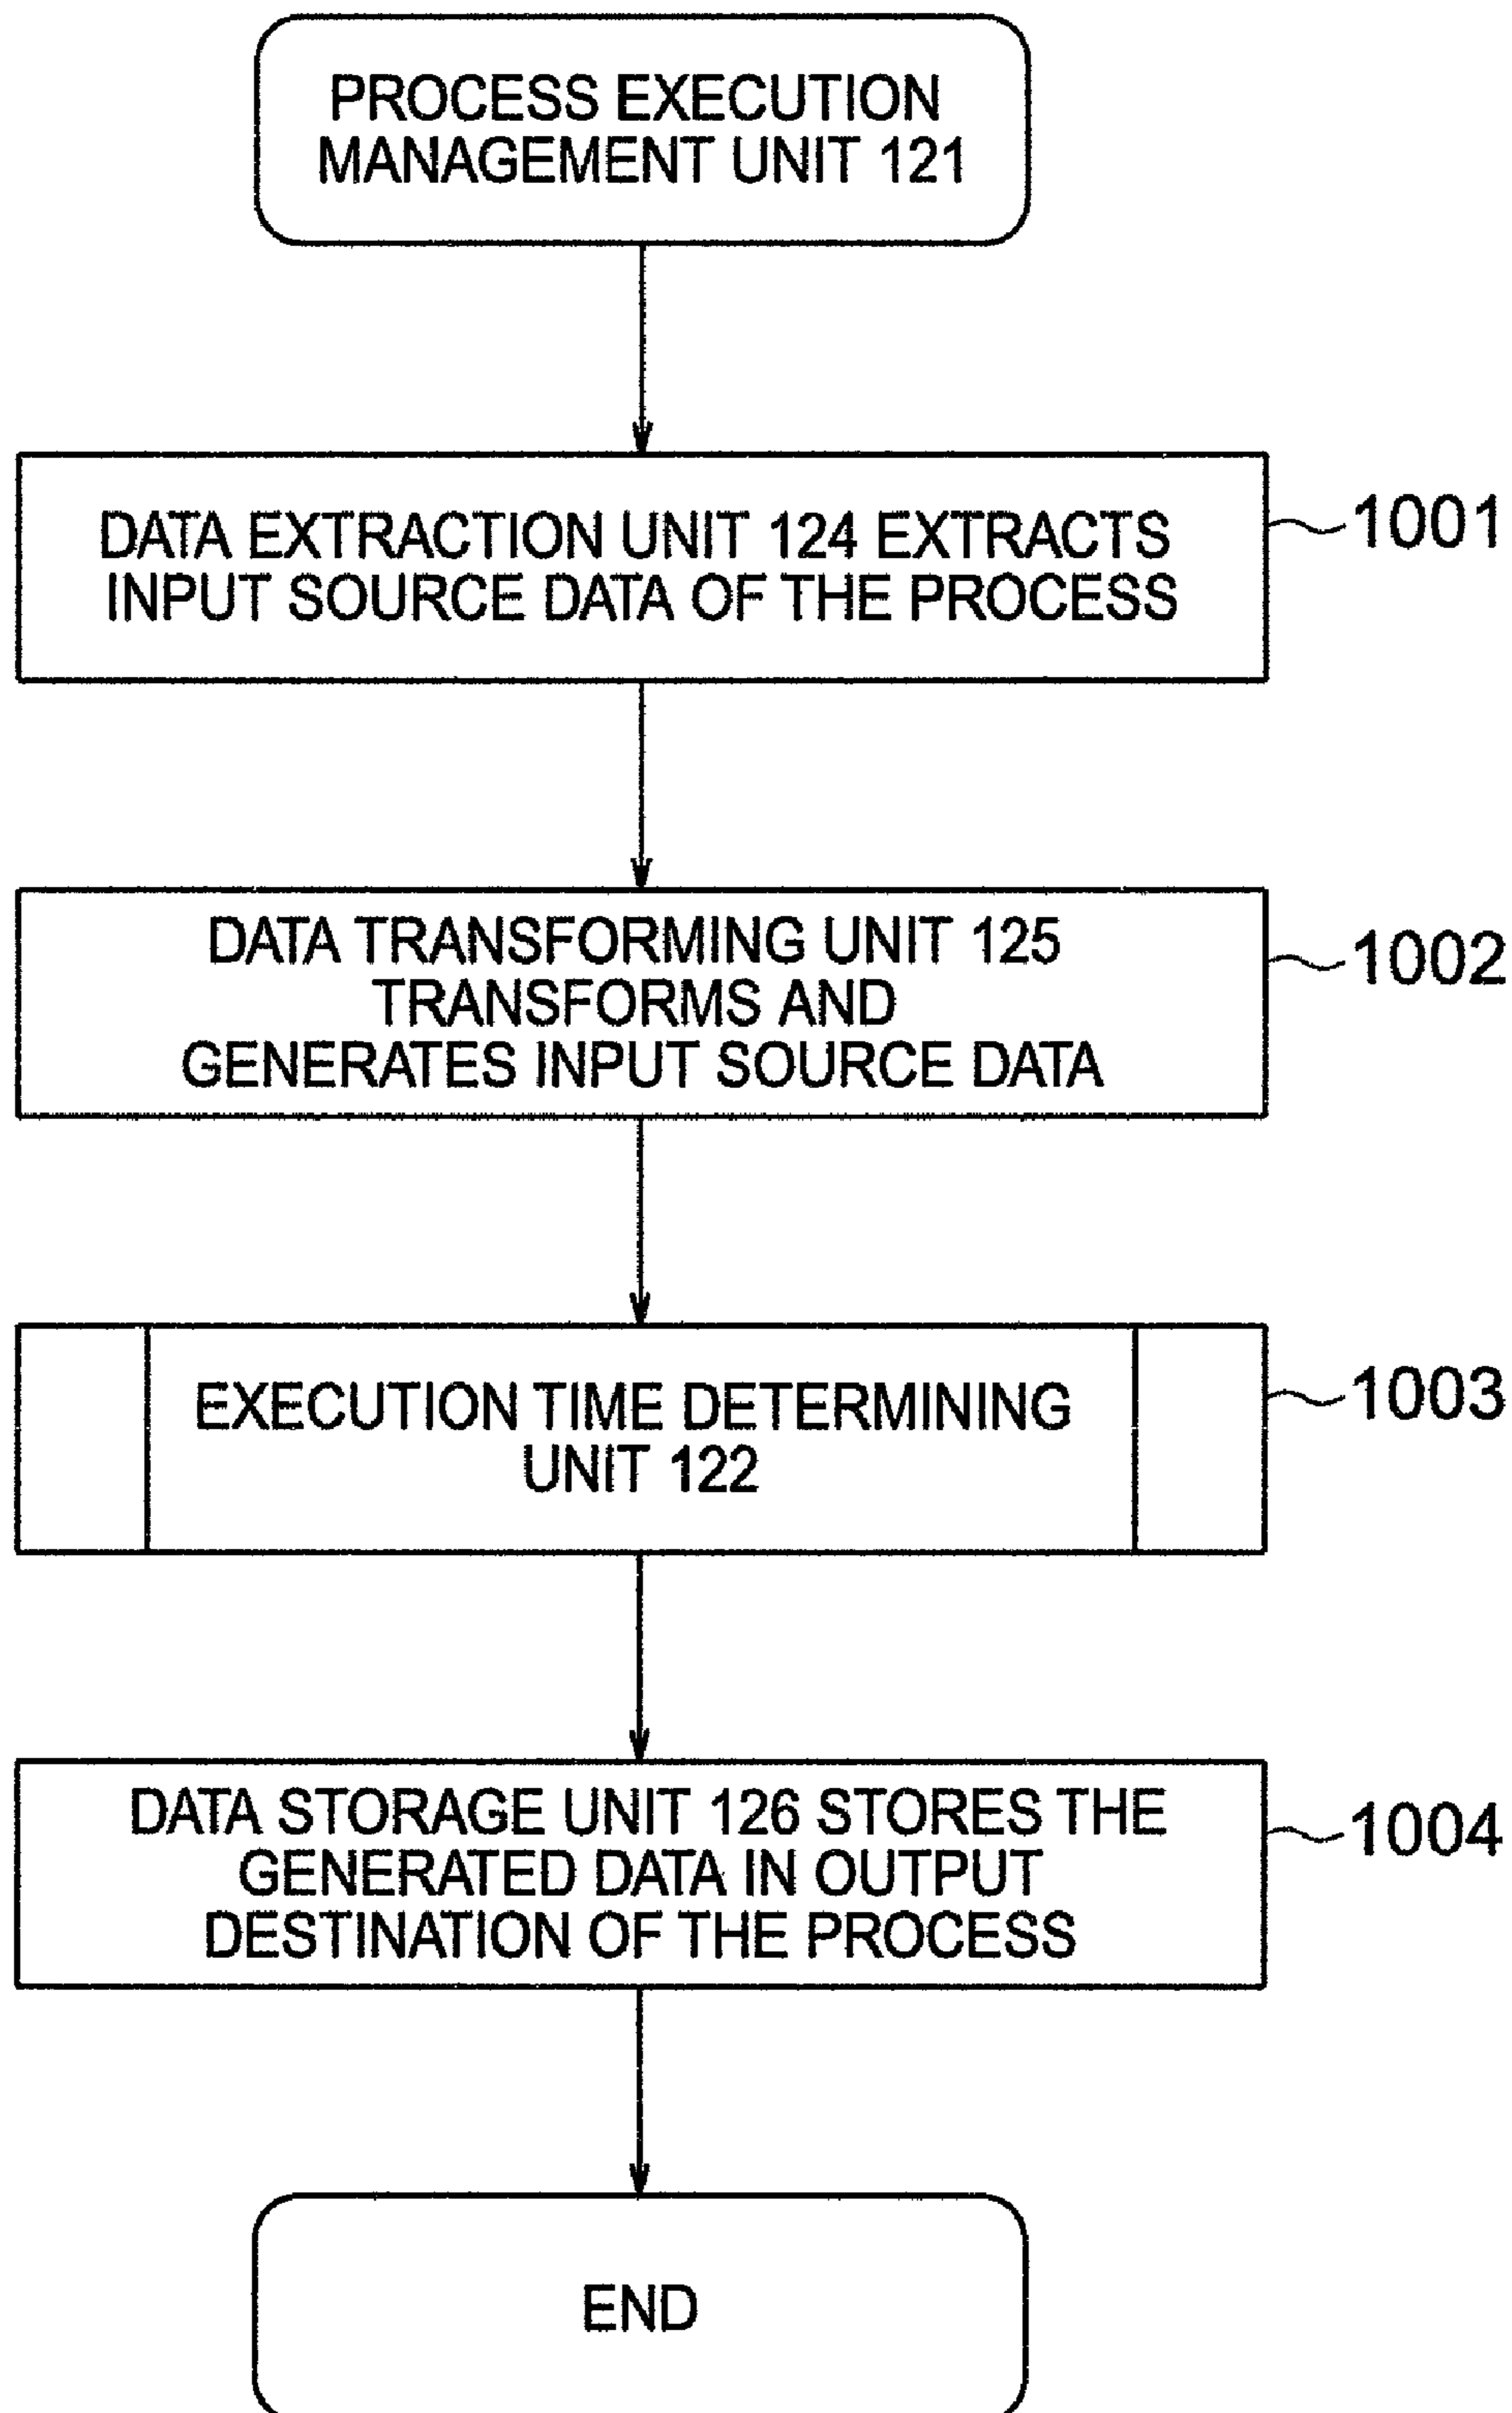 PROCESS EXECUTION
MANAGEMENT UNIT 121
DATA EXTRACTION UNIT 124 EXTRACTS
INPUT SOURCE DATA OF THE PROCESS
1001
DATA TRANSFORMING UNIT 125
TRANSFORMS AND
GENERATES INPUT SOURCE DATA
1002
EXECUTION TIME DETERMINING
UNIT 122
1003
DATA STORAGE UNIT 126 STORES THE
GENERATED DATA IN OUTPUT
DESTINATION OF THE PROCESS
1004
END